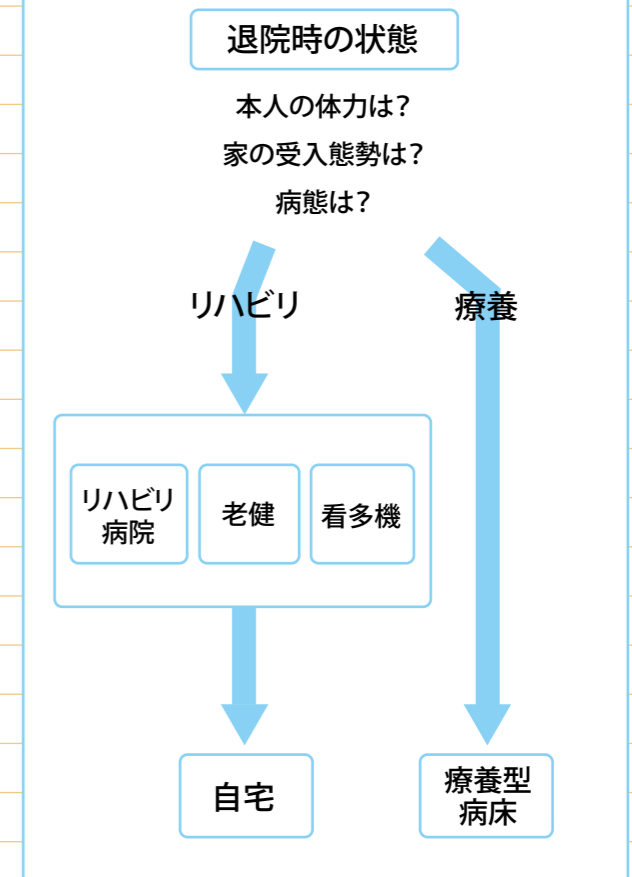 退院時の状態
本人の体力は？
家の受入態勢は？
病態は？
リハビリ
療養
リハビリ
病院
老健
看多機
自宅
療養型
病床